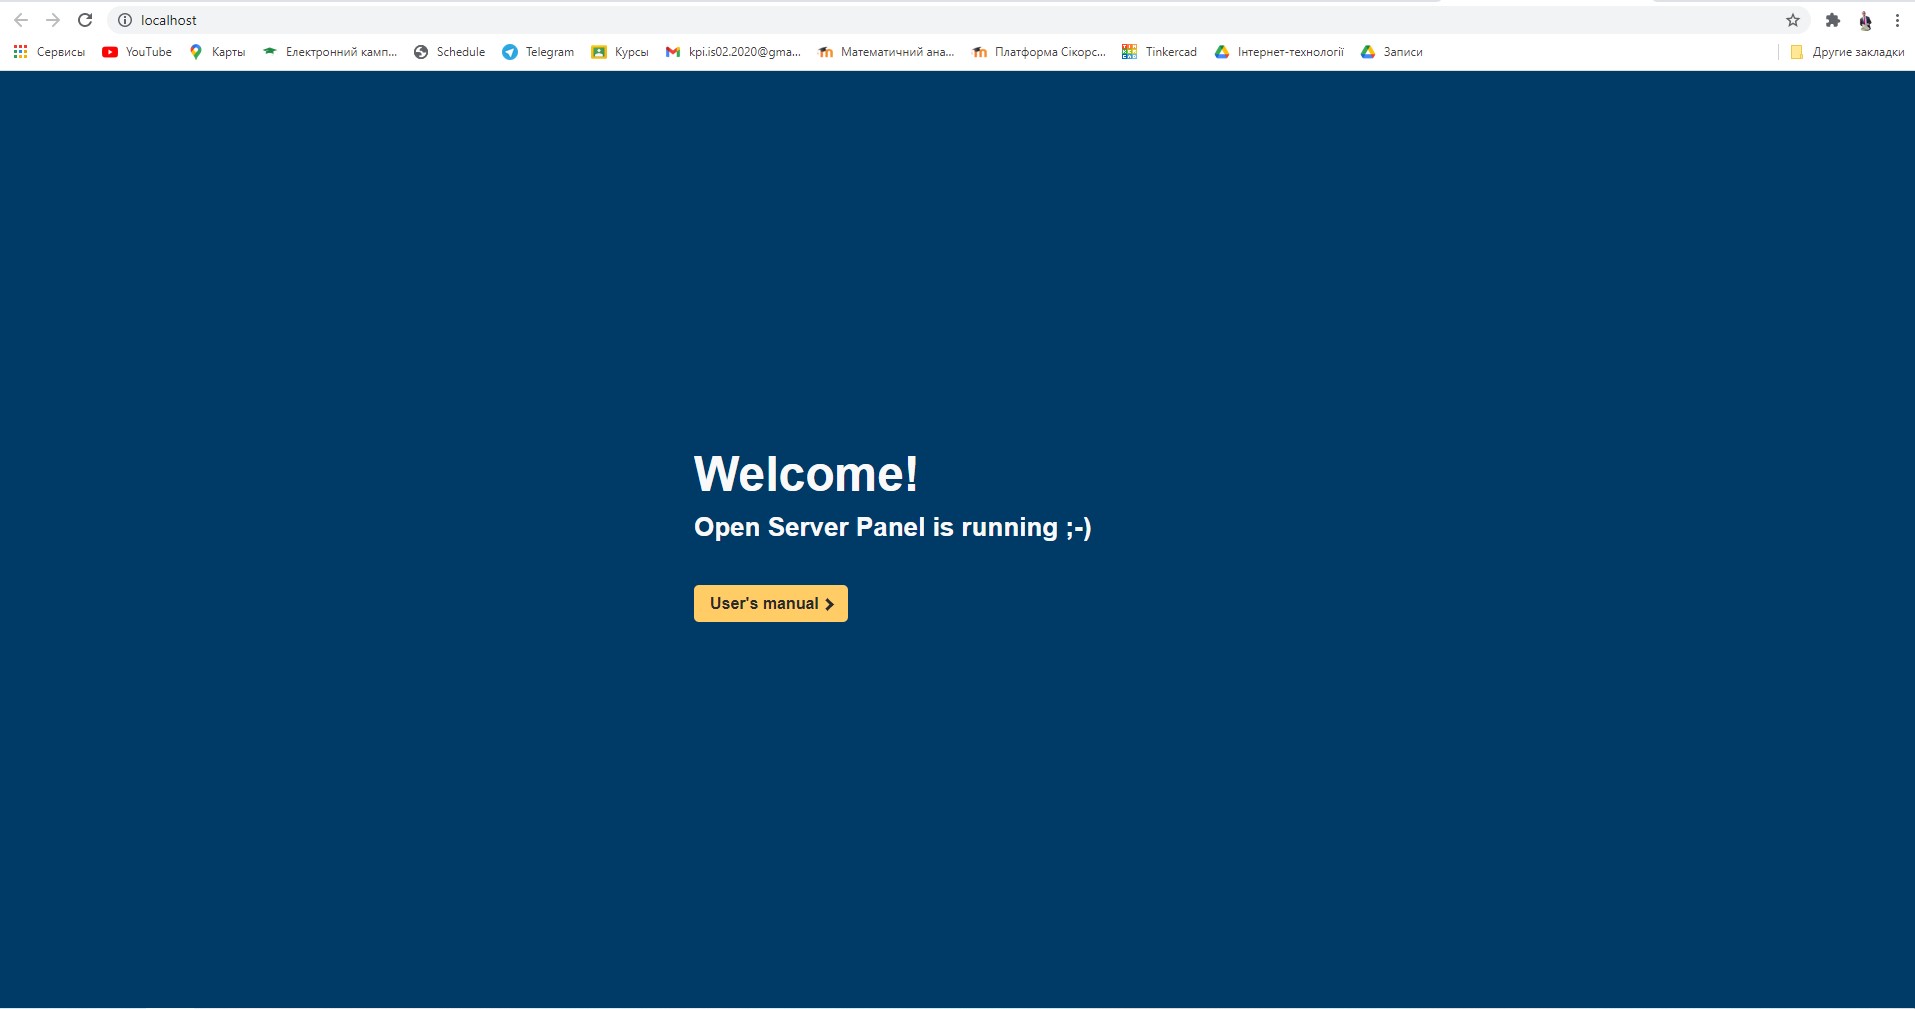 localhost
Сервисы YouTube Карты Електронний камп... Schedule Telegram Курсы kpi.is02.2020@gma... Математичний ана... Платформа Сікорс... Tinkercad Інтернет-технології Записи Другие закладки
Welcome!
Open Server Panel is running ;-)
User's manual